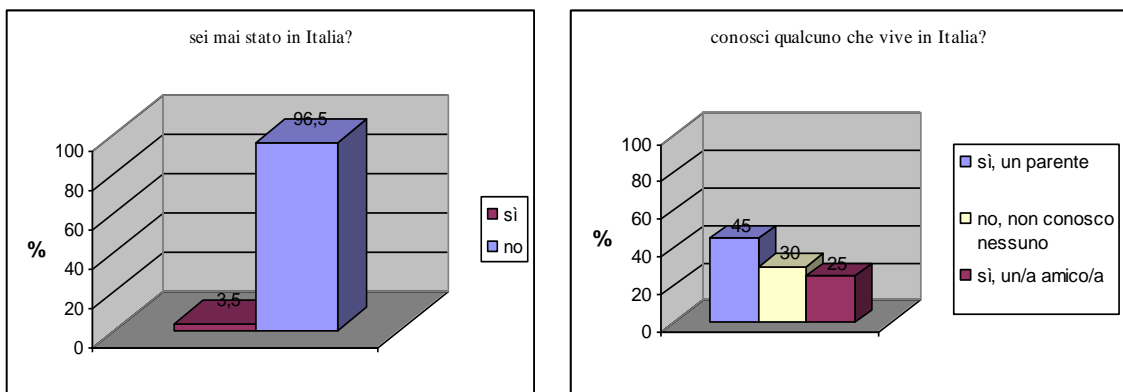 sei mai stato in Italia?
96,5
100
80
60
40
20
0
%
3,5
sì
no
conosci qualcuno che vive in Italia?
100
80
60
40
20
0
%
45
30
25
sì, un parente
no, non conosco
nessuno
sì, un/a amico/a